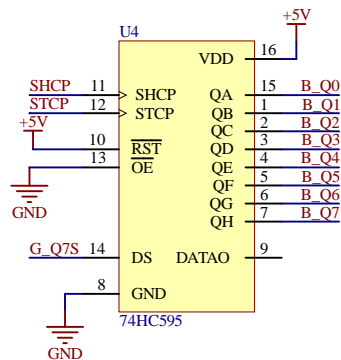 U4
+5V
VDD 16
SHCP 11 SHCP QA 15 B_Q0
STCP 12 STCP QB 1 B_Q1
QC 2 B_Q2
+5V 10 RST QD 3 B_Q3
13 OE QE 4 B_Q4
QF 5 B_Q5
GND QG 6 B_Q6
QH 7 B_Q7
G_Q7S 14 DS DATAO 9
8 GND
74HC595
GND